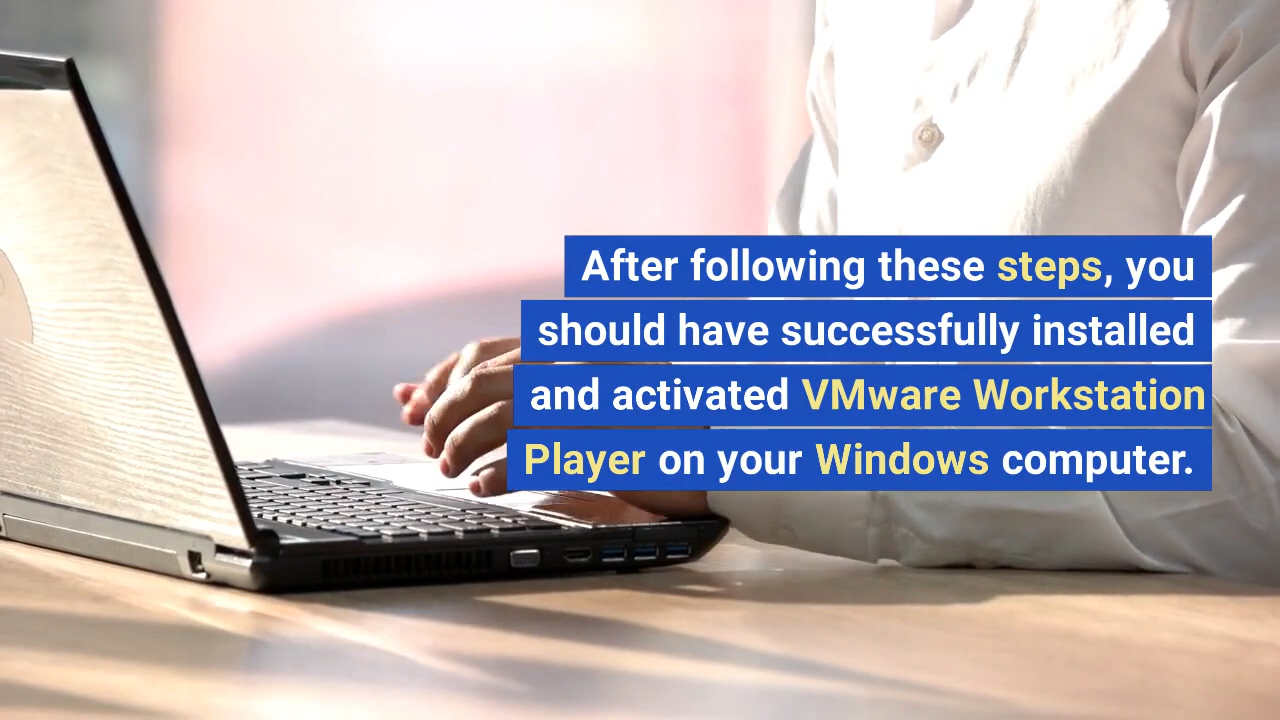 After following these steps, you
should have successfully installed
and activated VMware Workstation
Player on your Windows computer.